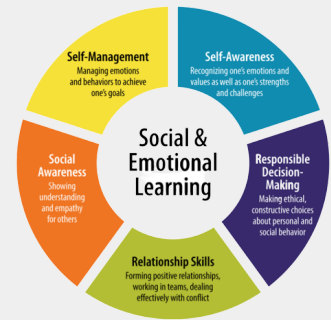 Self-Management
Managing emotions
and behaviors to achieve
one's goals
Self-Awareness
Recognizing one's emotions and
values as well as one's strengths
and challenges
Social &
Emotional
Learning
Social
Awareness
Showing
understanding
and empathy
for others
Responsible
Decision-
Making
Making ethical,
constructive choices
about personal and
social behavior
Relationship Skills
Forming positive relationships,
working in teams, dealing
effectively with conflict